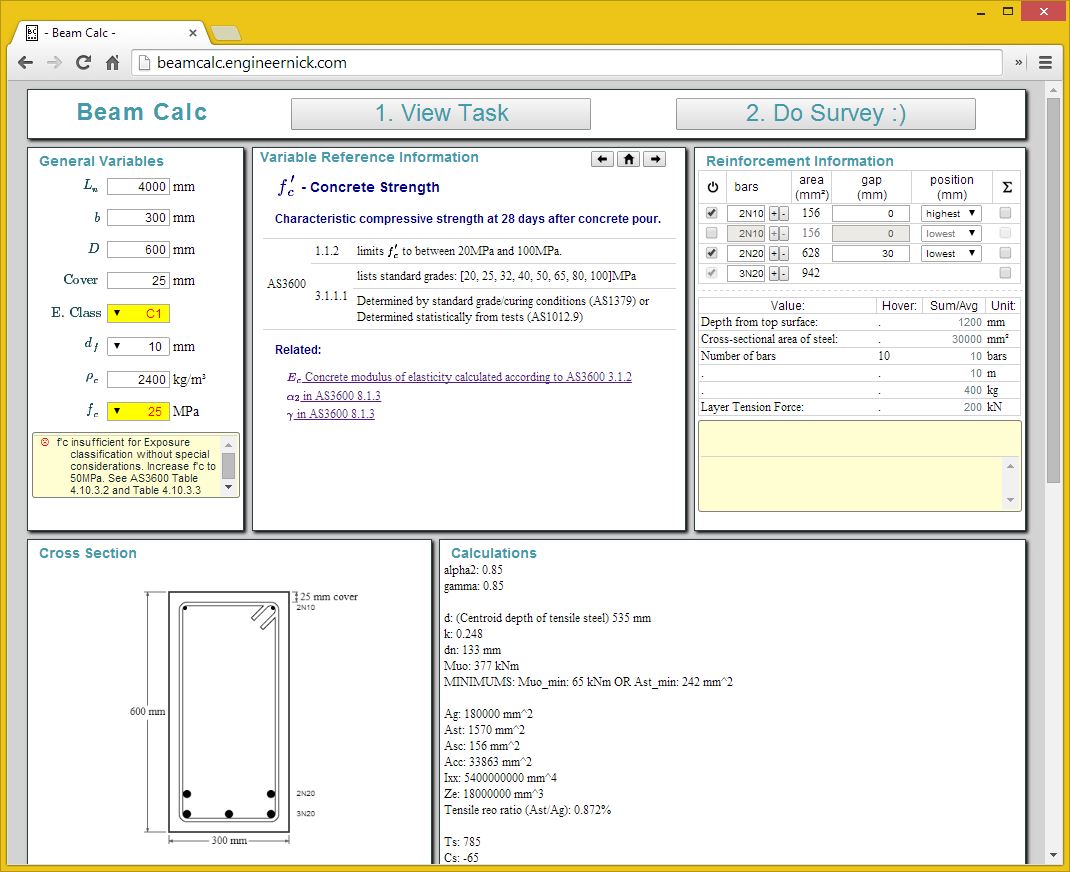 - Beam Calc -
beamcalc.engineernick.com
Beam Calc
1. View Task
2. Do Survey :)
General Variables
Lₙ 4000 mm
b 300 mm
D 600 mm
Cover 25 mm
E. Class ▼ C1
d_f ▼ 10 mm
ρ_c 2400 kg/m³
f_c ▼ 25 MPa
f'c insufficient for Exposure
classification without special
considerations. Increase f'c to
50MPa. See AS3600 Table
4.10.3.2 and Table 4.10.3.3
Variable Reference Information
f'_c - Concrete Strength
Characteristic compressive strength at 28 days after concrete pour.
AS3600
1.1.2 limits f'_c to between 20MPa and 100MPa.
3.1.1.1 lists standard grades: [20, 25, 32, 40, 50, 65, 80, 100]MPa
Determined by standard grade/curing conditions (AS1379) or
Determined statistically from tests (AS1012.9)
Related:
E_c Concrete modulus of elasticity calculated according to AS3600 3.1.2
α₂ in AS3600 8.1.3
γ in AS3600 8.1.3
Reinforcement Information
bars area (mm²) gap (mm) position (mm) Σ
2N10 + - 156 0 highest ▼
2N10 + - 156 0 lowest ▼
2N20 + - 628 30 lowest ▼
3N20 + - 942
Value: Hover: Sum/Avg Unit:
Depth from top surface: . 1200 mm
Cross-sectional area of steel: . 30000 mm²
Number of bars 10 10 bars
. . 10 m
. . 400 kg
Layer Tension Force: . 200 kN
Cross Section
25 mm cover
2N10
600 mm
2N20
3N20
300 mm
Calculations
alpha2: 0.85
gamma: 0.85
d: (Centroid depth of tensile steel) 535 mm
k: 0.248
dn: 133 mm
Muo: 377 kNm
MINIMUMS: Muo_min: 65 kNm OR Ast_min: 242 mm^2
Ag: 180000 mm^2
Ast: 1570 mm^2
Asc: 156 mm^2
Acc: 33863 mm^2
Ixx: 5400000000 mm^4
Ze: 18000000 mm^3
Tensile reo ratio (Ast/Ag): 0.872%
Ts: 785
Cs: -65